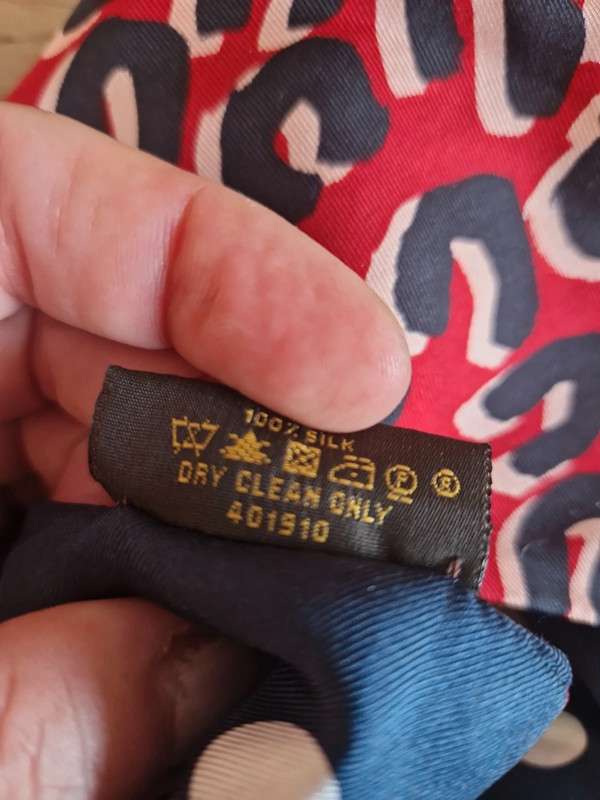 100% SILK
P R
DRY CLEAN ONLY
401910